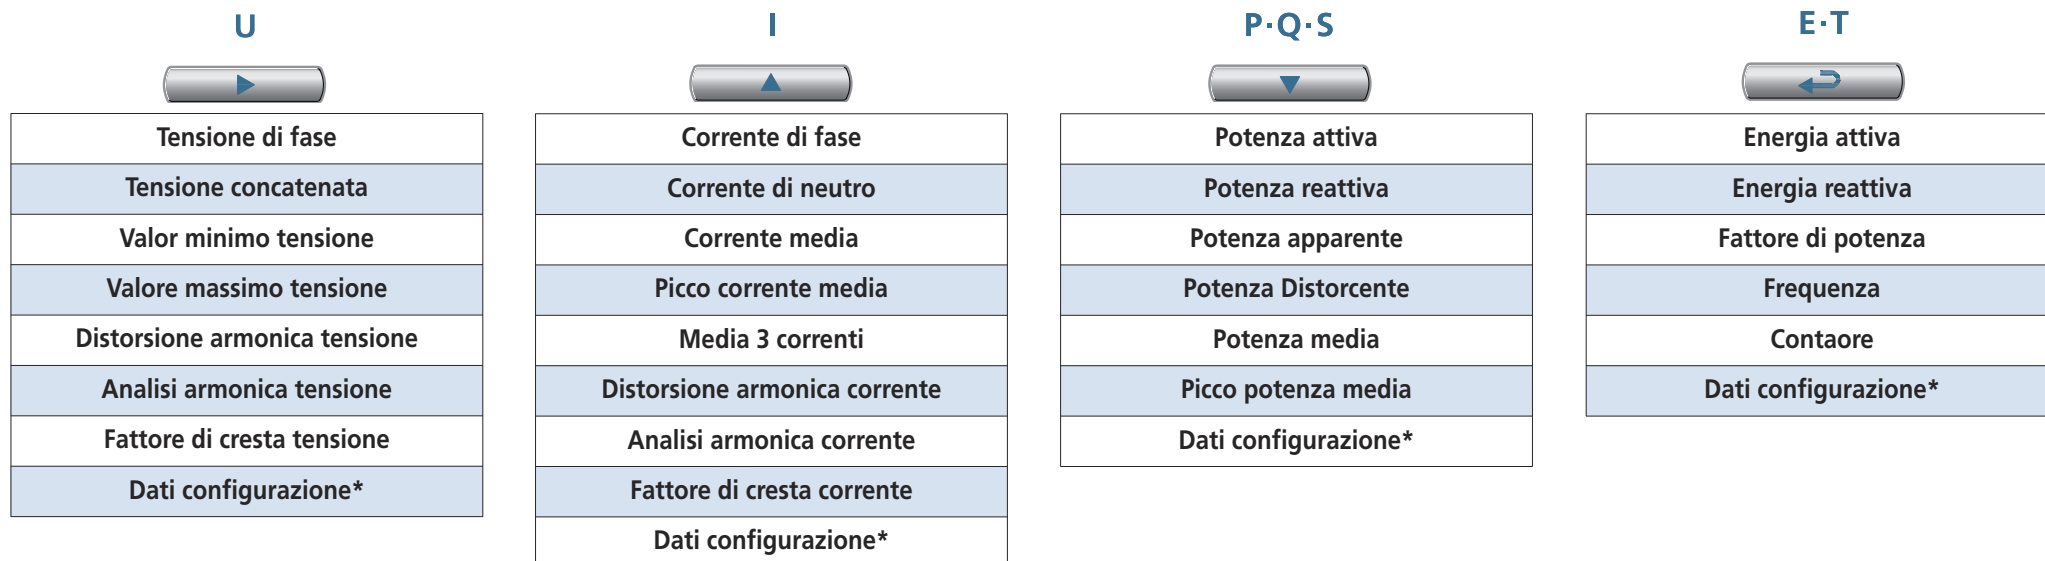 U
Tensione di fase
Tensione concatenata
Valor minimo tensione
Valore massimo tensione
Distorsione armonica tensione
Analisi armonica tensione
Fattore di cresta tensione
Dati configurazione*
I
Corrente di fase
Corrente di neutro
Corrente media
Picco corrente media
Media 3 correnti
Distorsione armonica corrente
Analisi armonica corrente
Fattore di cresta corrente
Dati configurazione*
P·Q·S
Potenza attiva
Potenza reattiva
Potenza apparente
Potenza Distorcente
Potenza media
Picco potenza media
Dati configurazione*
E·T
Energia attiva
Energia reattiva
Fattore di potenza
Frequenza
Contaore
Dati configurazione*